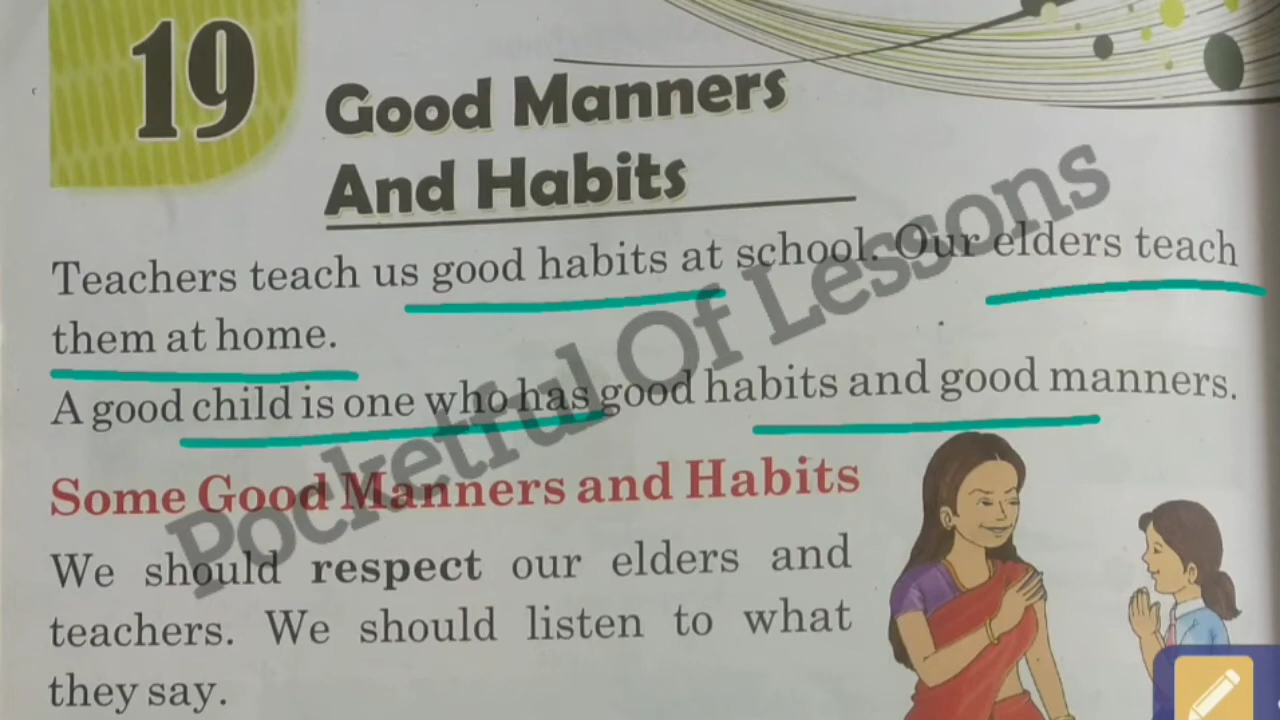 19
Good Manners
And Habits
Teachers teach us good habits at school. Our elders teach
them at home.
A good child is one who has good habits and good manners.
Some Good Manners and Habits
We should respect our elders and
teachers. We should listen to what
they say.
Pocketful Of Lessons